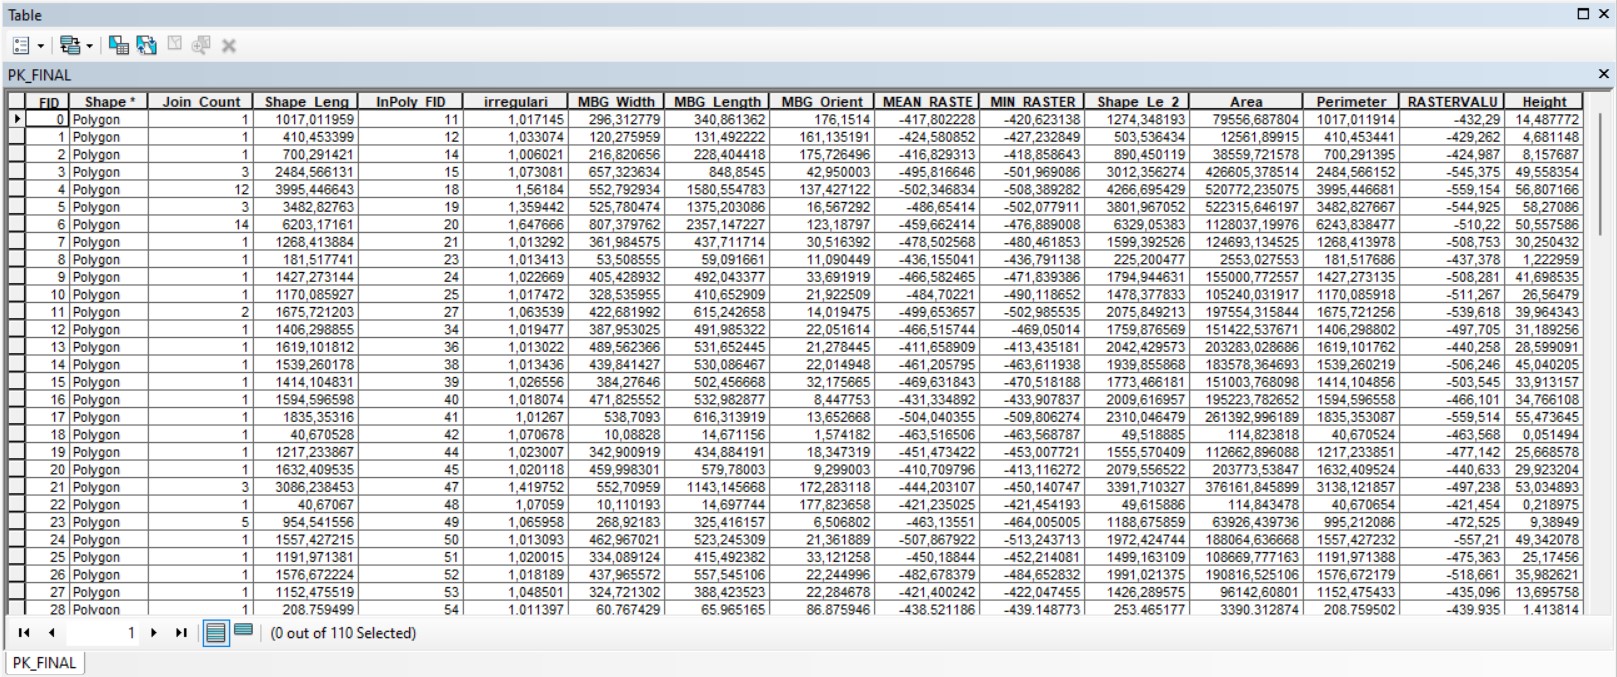 Table
PK_FINAL
FID Shape * Join_Count Shape_Leng InPoly_FID irregulari MBG_Width MBG_Length MBG_Orient MEAN_RASTE MIN_RASTER Shape_Le_2 Area Perimeter RASTERVALU Height
0 Polygon 1 1017,011959 11 1,017145 296,312779 340,861362 176,1514 -417,802228 -420,623138 1274,348193 79556,687804 1017,011914 -432,29 14,487772
1 Polygon 1 410,453399 12 1,033074 120,275959 131,492222 161,135191 -424,580852 -427,232849 503,536434 12561,89915 410,453441 -429,262 4,681148
2 Polygon 1 700,291421 14 1,006021 216,820656 228,404418 175,726496 -416,829313 -418,858643 890,450119 38559,721578 700,291395 -424,987 8,157687
3 Polygon 3 2484,566131 15 1,073081 657,323634 848,8545 42,950003 -495,816646 -501,969086 3012,356274 426605,378514 2484,566152 -545,375 49,558354
4 Polygon 12 3995,446643 18 1,56184 552,792934 1580,554783 137,427122 -502,346834 -508,389282 4266,695429 520772,235075 3995,446681 -559,154 56,807166
5 Polygon 3 3482,82763 19 1,359442 525,780474 1375,203086 16,567292 -486,65414 -502,077911 3801,967052 522315,646197 3482,827667 -544,925 58,27086
6 Polygon 14 6203,17161 20 1,647666 807,379762 2357,147227 123,18797 -459,662414 -476,889008 6329,05383 1128037,19976 6243,838477 -510,22 50,557586
7 Polygon 1 1268,413884 21 1,013292 361,984575 437,711714 30,516392 -478,502568 -480,461853 1599,392526 124693,134525 1268,413978 -508,753 30,250432
8 Polygon 1 181,517741 23 1,013413 53,508555 59,091661 11,090449 -436,155041 -436,791138 225,200477 2553,027553 181,517686 -437,378 1,222959
9 Polygon 1 1427,273144 24 1,022669 405,428932 492,043377 33,691919 -466,582465 -471,839386 1794,944631 155000,772557 1427,273135 -508,281 41,698535
10 Polygon 1 1170,085927 25 1,017472 328,535955 410,652909 21,922509 -484,70221 -490,118652 1478,377833 105240,031917 1170,085918 -511,267 26,56479
11 Polygon 2 1675,721203 27 1,063539 422,681992 615,242658 14,019475 -499,653657 -502,985535 2075,849213 197554,315844 1675,721256 -539,618 39,964343
12 Polygon 1 1406,298855 34 1,019477 387,953025 491,985322 22,051614 -466,515744 -469,05014 1759,876569 151422,537671 1406,298802 -497,705 31,189256
13 Polygon 1 1619,101812 36 1,013022 489,562366 531,652445 21,278445 -411,658909 -413,435181 2042,429573 203283,028686 1619,101762 -440,258 28,599091
14 Polygon 1 1539,260178 38 1,013436 439,841427 530,086467 22,014948 -461,205795 -463,611938 1939,855868 183578,364693 1539,260219 -506,246 45,040205
15 Polygon 1 1414,104831 39 1,026556 384,27646 502,456668 32,175665 -469,631843 -470,518188 1773,466181 151003,768098 1414,104856 -503,545 33,913157
16 Polygon 1 1594,596598 40 1,018074 471,825552 532,982877 8,447753 -431,334892 -433,907837 2009,616957 195223,782652 1594,596558 -466,101 34,766108
17 Polygon 1 1835,35316 41 1,01267 538,7093 616,313919 13,652668 -504,040355 -509,806274 2310,046479 261392,996189 1835,353087 -559,514 55,473645
18 Polygon 1 40,670528 42 1,070678 10,08828 14,671156 1,574182 -463,516506 -463,568787 49,518885 114,823818 40,670524 -463,568 0,051494
19 Polygon 1 1217,233867 44 1,023007 342,900919 434,884191 18,347319 -451,473422 -453,007721 1555,570409 112662,896088 1217,233851 -477,142 25,668578
20 Polygon 1 1632,409535 45 1,020118 459,998301 579,78003 9,299003 -410,709796 -413,116272 2079,556522 203773,53847 1632,409524 -440,633 29,923204
21 Polygon 3 3086,238453 47 1,419752 552,70959 1143,145668 172,283118 -444,203107 -450,140747 3391,710327 376161,845899 3138,121857 -497,238 53,034893
22 Polygon 1 40,67067 48 1,07059 10,110193 14,697744 177,823658 -421,235025 -421,454193 49,615886 114,843478 40,670654 -421,454 0,218975
23 Polygon 5 954,541556 49 1,065958 268,92183 325,416157 6,506802 -463,13551 -464,005005 1188,675859 63926,439736 995,212086 -472,525 9,38949
24 Polygon 1 1557,427215 50 1,013093 462,967021 523,245309 21,361889 -507,867922 -513,243713 1972,424744 188064,636668 1557,427232 -557,21 49,342078
25 Polygon 1 1191,971381 51 1,020015 334,089124 415,492382 33,121258 -450,18844 -452,214081 1499,163109 108669,777163 1191,971388 -475,363 25,17456
26 Polygon 1 1576,672224 52 1,018189 437,965572 557,545106 22,244996 -482,678379 -484,652832 1991,021375 190816,525106 1576,672179 -518,661 35,982621
27 Polygon 1 1152,475519 53 1,048501 324,721302 388,423523 22,284678 -421,400242 -422,047455 1426,289575 96142,60801 1152,475433 -435,096 13,695758
28 Polygon 1 208,759499 54 1,011397 60,767429 65,965165 86,875946 -438,521186 -439,148773 253,465177 3390,312874 208,759502 -439,935 1,413814
1 (0 out of 110 Selected)
PK_FINAL